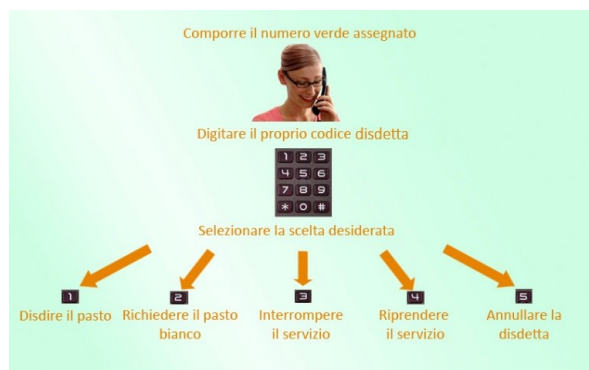 Comporre il numero verde assegnato
Digitare il proprio codice disdetta
1 2 3
4 5 6
7 8 9
* 0 #
Selezionare la scelta desiderata
1
Disdire il pasto
2
Richiedere il pasto
bianco
3
Interrompere
il servizio
4
Riprendere
il servizio
5
Annullare la
disdetta